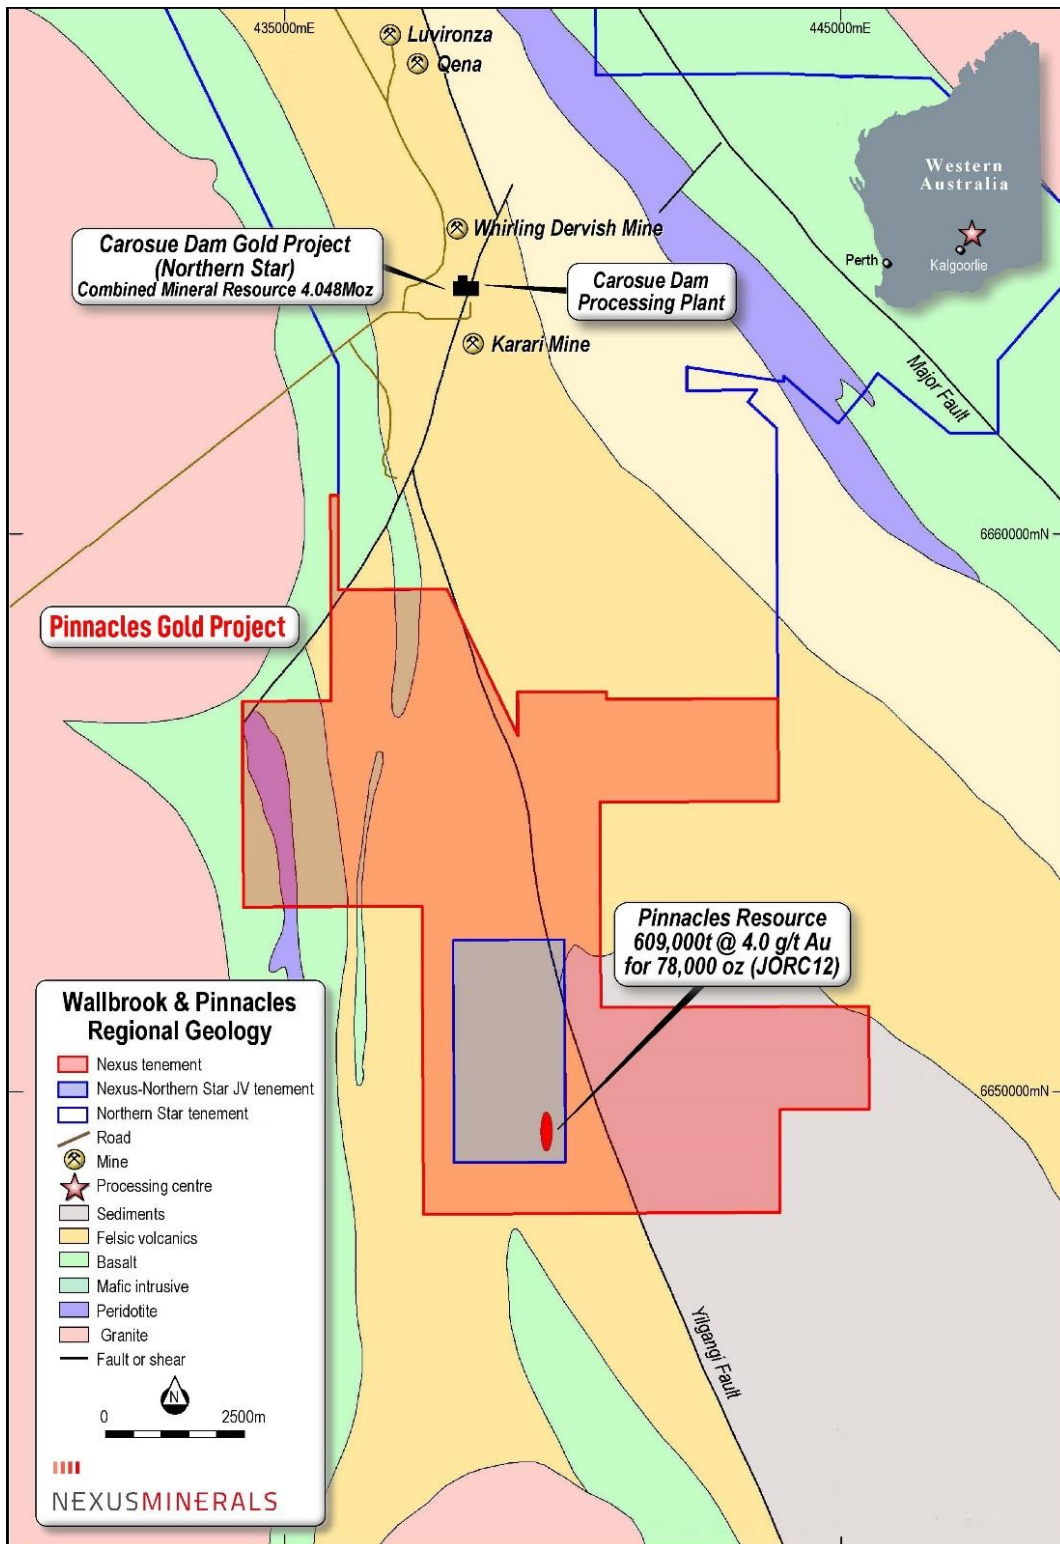 435000mE
445000mE
Luvironza
Qena
Western
Australia
Perth
Kalgoorlie
Whirling Dervish Mine
Carosue Dam Gold Project
(Northern Star)
Combined Mineral Resource 4.048Moz
Carosue Dam
Processing Plant
Karari Mine
Major Fault
6660000mN
Pinnacles Gold Project
Pinnacles Resource
609,000t @ 4.0 g/t Au
for 78,000 oz (JORC12)
6650000mN
Yilgangi Fault
Wallbrook & Pinnacles
Regional Geology
Nexus tenement
Nexus-Northern Star JV tenement
Northern Star tenement
Road
Mine
Processing centre
Sediments
Felsic volcanics
Basalt
Mafic intrusive
Peridotite
Granite
Fault or shear
N
0 2500m
NEXUSMINERALS